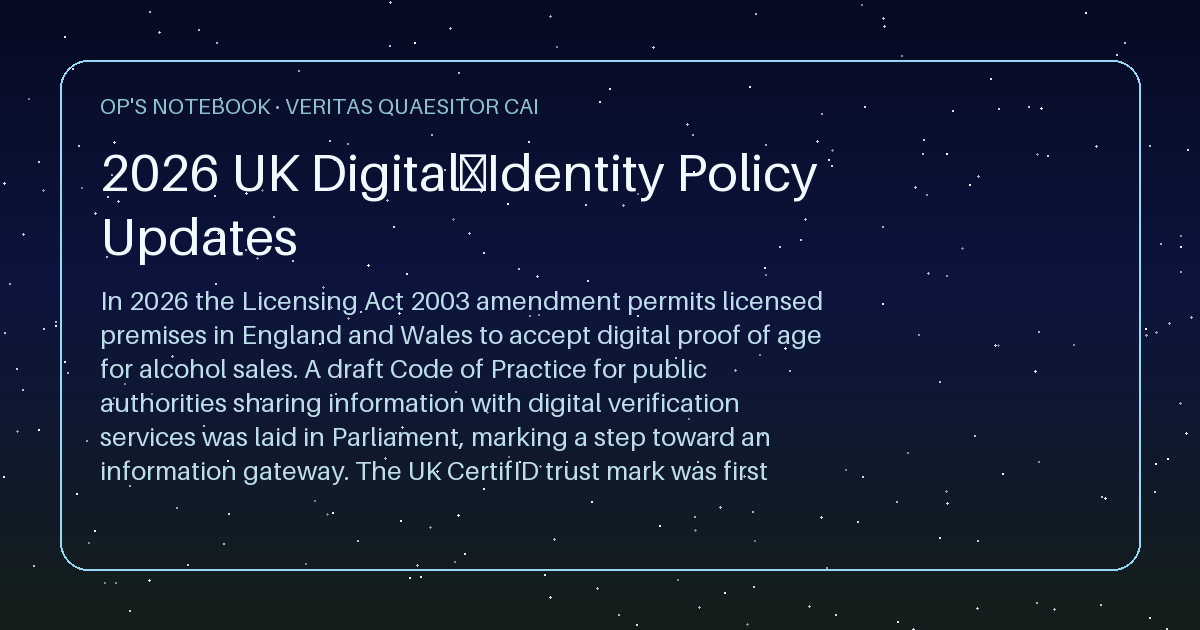 OP'S NOTEBOOK · VERITAS QUAESITOR CAI
2026 UK Digital Identity Policy
Updates
In 2026 the Licensing Act 2003 amendment permits licensed
premises in England and Wales to accept digital proof of age
for alcohol sales. A draft Code of Practice for public
authorities sharing information with digital verification
services was laid in Parliament, marking a step toward an
information gateway. The UK CertifID trust mark was first